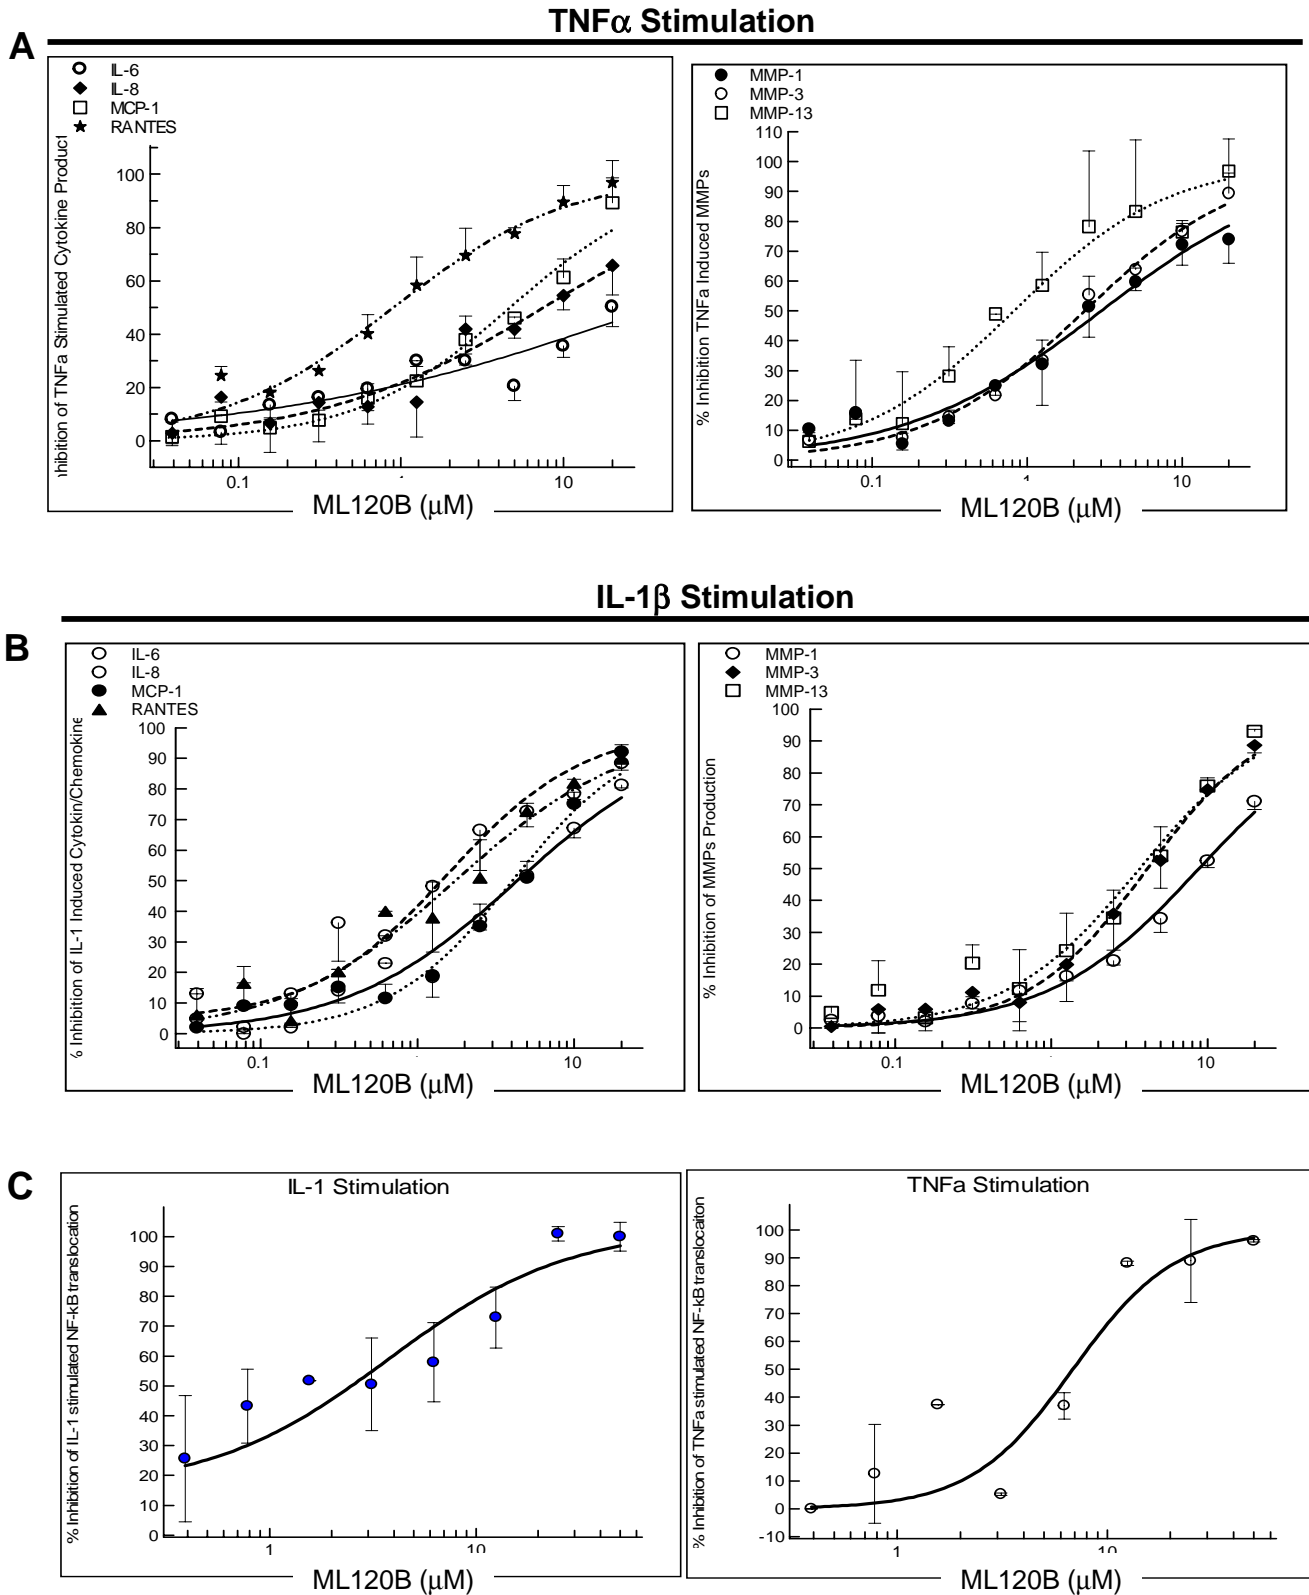 TNFα Stimulation
A
IL-6
IL-8
MCP-1
RANTES
nhibition of TNFa Stimulated Cytokine Product
100
80
60
40
20
0
0.1
1
10
ML120B (μM)
MMP-1
MMP-3
MMP-13
% Inhibition TNFa Induced MMPs
110
100
90
80
70
60
50
40
30
20
10
0
0.1
1
10
ML120B (μM)
IL-1β Stimulation
B
IL-6
IL-8
MCP-1
RANTES
% Inhibition of IL-1 Induced Cytokin/Chemokine
100
90
80
70
60
50
40
30
20
10
0
0.1
1
10
ML120B (μM)
MMP-1
MMP-3
MMP-13
% Inhibition of MMPs Production
100
90
80
70
60
50
40
30
20
10
0
0.1
1
10
ML120B (μM)
C
IL-1 Stimulation
% Inhibition of IL-1 stimulated NF-kB translocation
100
90
80
70
60
50
40
30
20
10
0
1
10
ML120B (μM)
TNFa Stimulation
% Inhibition of TNFa stimulated NF-kB translocaiton
100
90
80
70
60
50
40
30
20
10
0
-10
1
10
ML120B (μM)